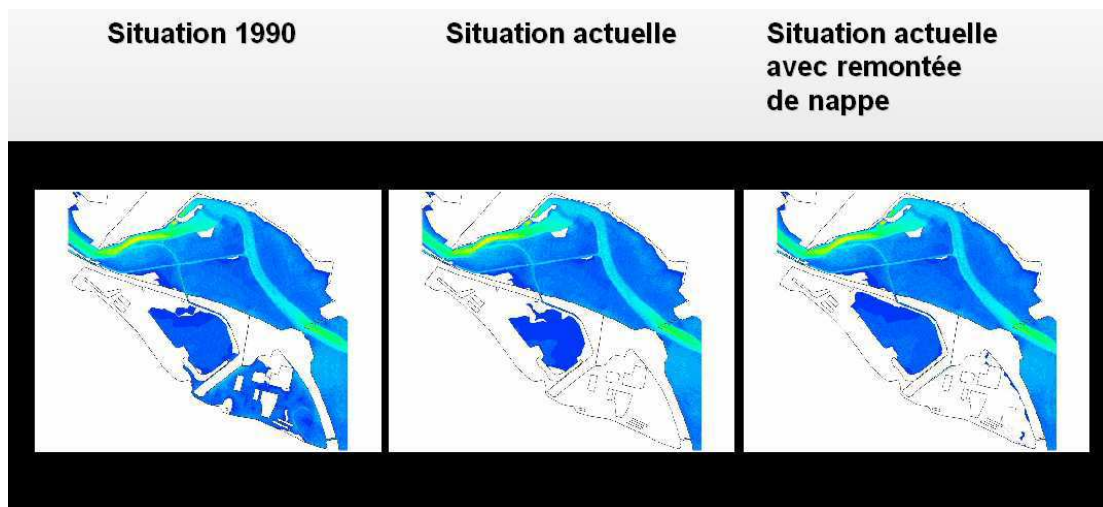 Situation 1990
Situation actuelle
Situation actuelle
avec remontée
de nappe